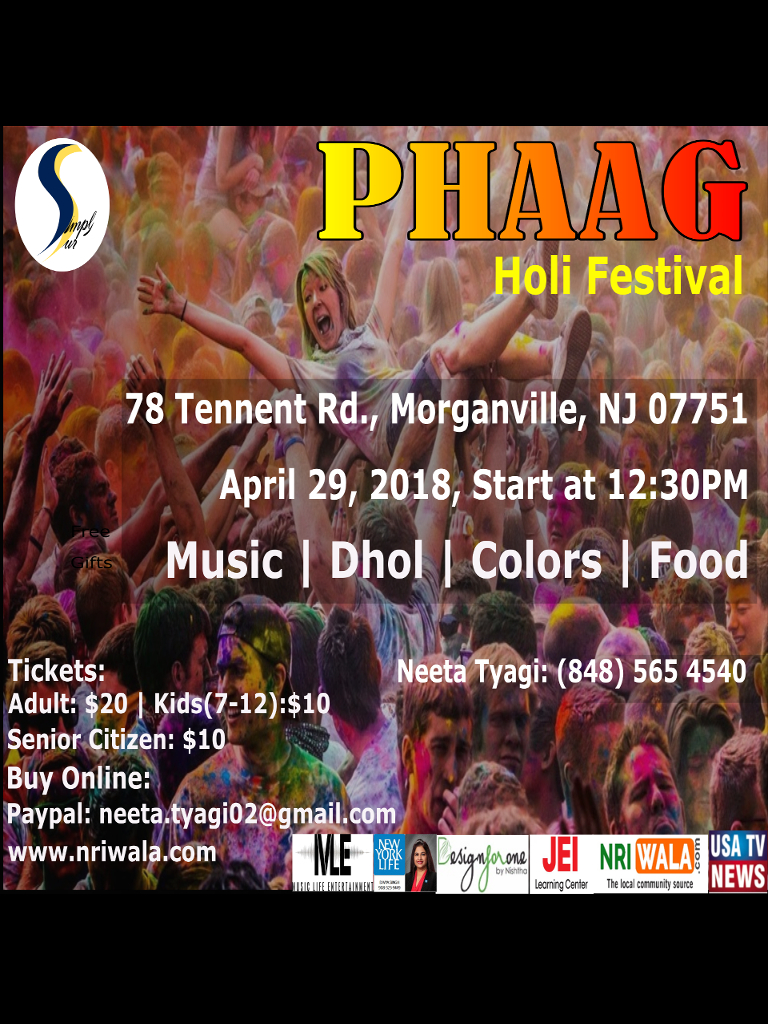 Simply
Sur
PHAAG
Holi Festival
78 Tennent Rd., Morganville, NJ 07751
April 29, 2018, Start at 12:30PM
Free
Gifts
Music | Dhol | Colors | Food
Tickets:
Adult: $20 | Kids(7-12):$10
Senior Citizen: $10
Neeta Tyagi: (848) 565 4540
Buy Online:
Paypal: neeta.tyagi02@gmail.com
www.nriwala.com
MLE
MUSIC LIFE ENTERTAINMENT
NEW
YORK
LIFE
Designforone
by Nishtha
JEI
Learning Center
NRIWALA.com
The local community source
USA TV
NEWS